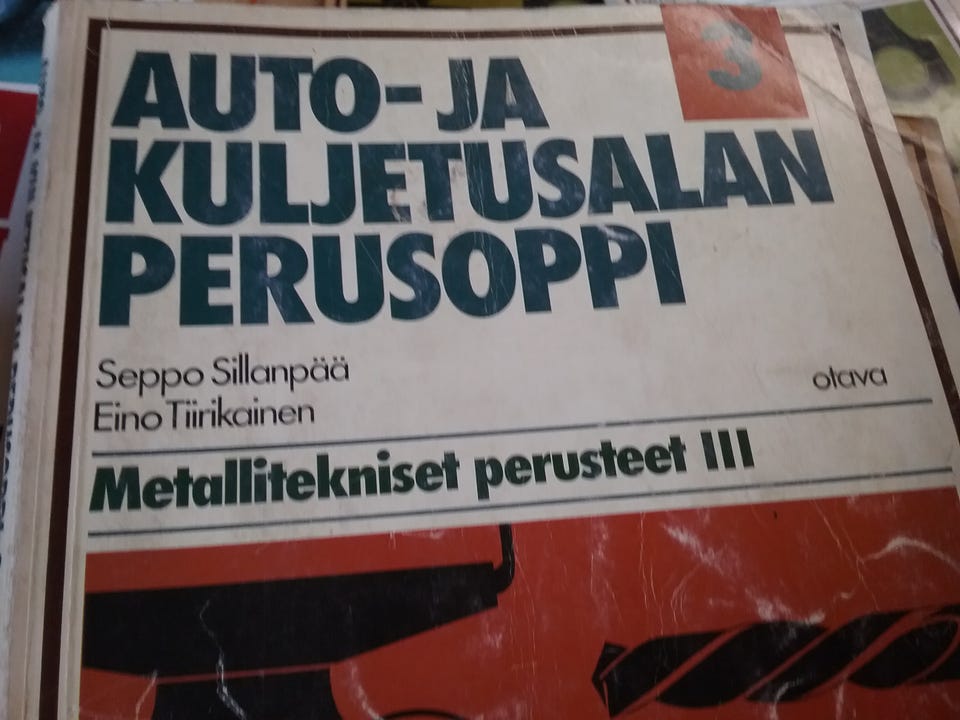 3
AUTO- JA
KULJETUSALAN
PERUSOPPI
Seppo Sillanpää
Eino Tiirikainen
otava
Metallitekniset perusteet III